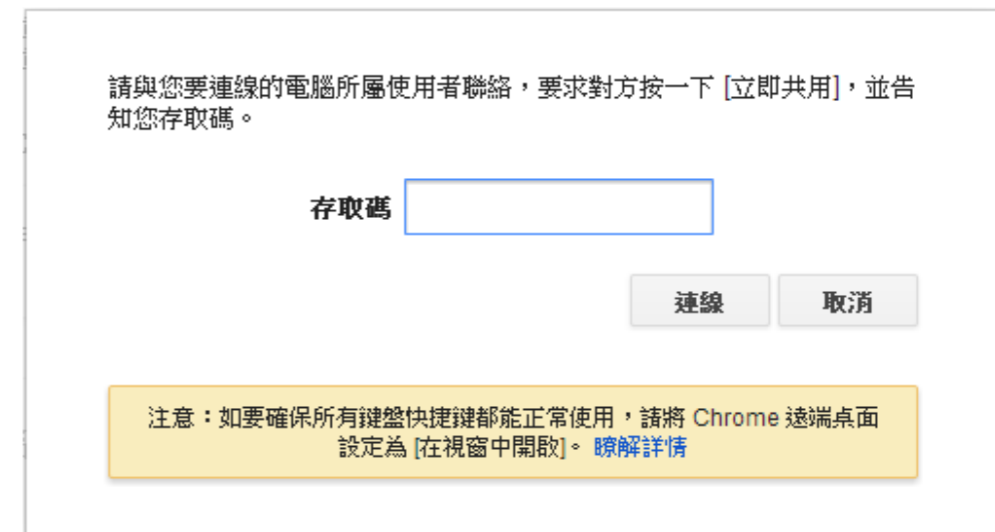 請與您要連線的電腦所屬使用者聯絡，要求對方按一下 [立即共用]，並告
知您存取碼。
存取碼
連線 取消
注意：如要確保所有鍵盤快捷鍵都能正常使用，請將 Chrome 遠端桌面
設定為 [在視窗中開啟]。 瞭解詳情